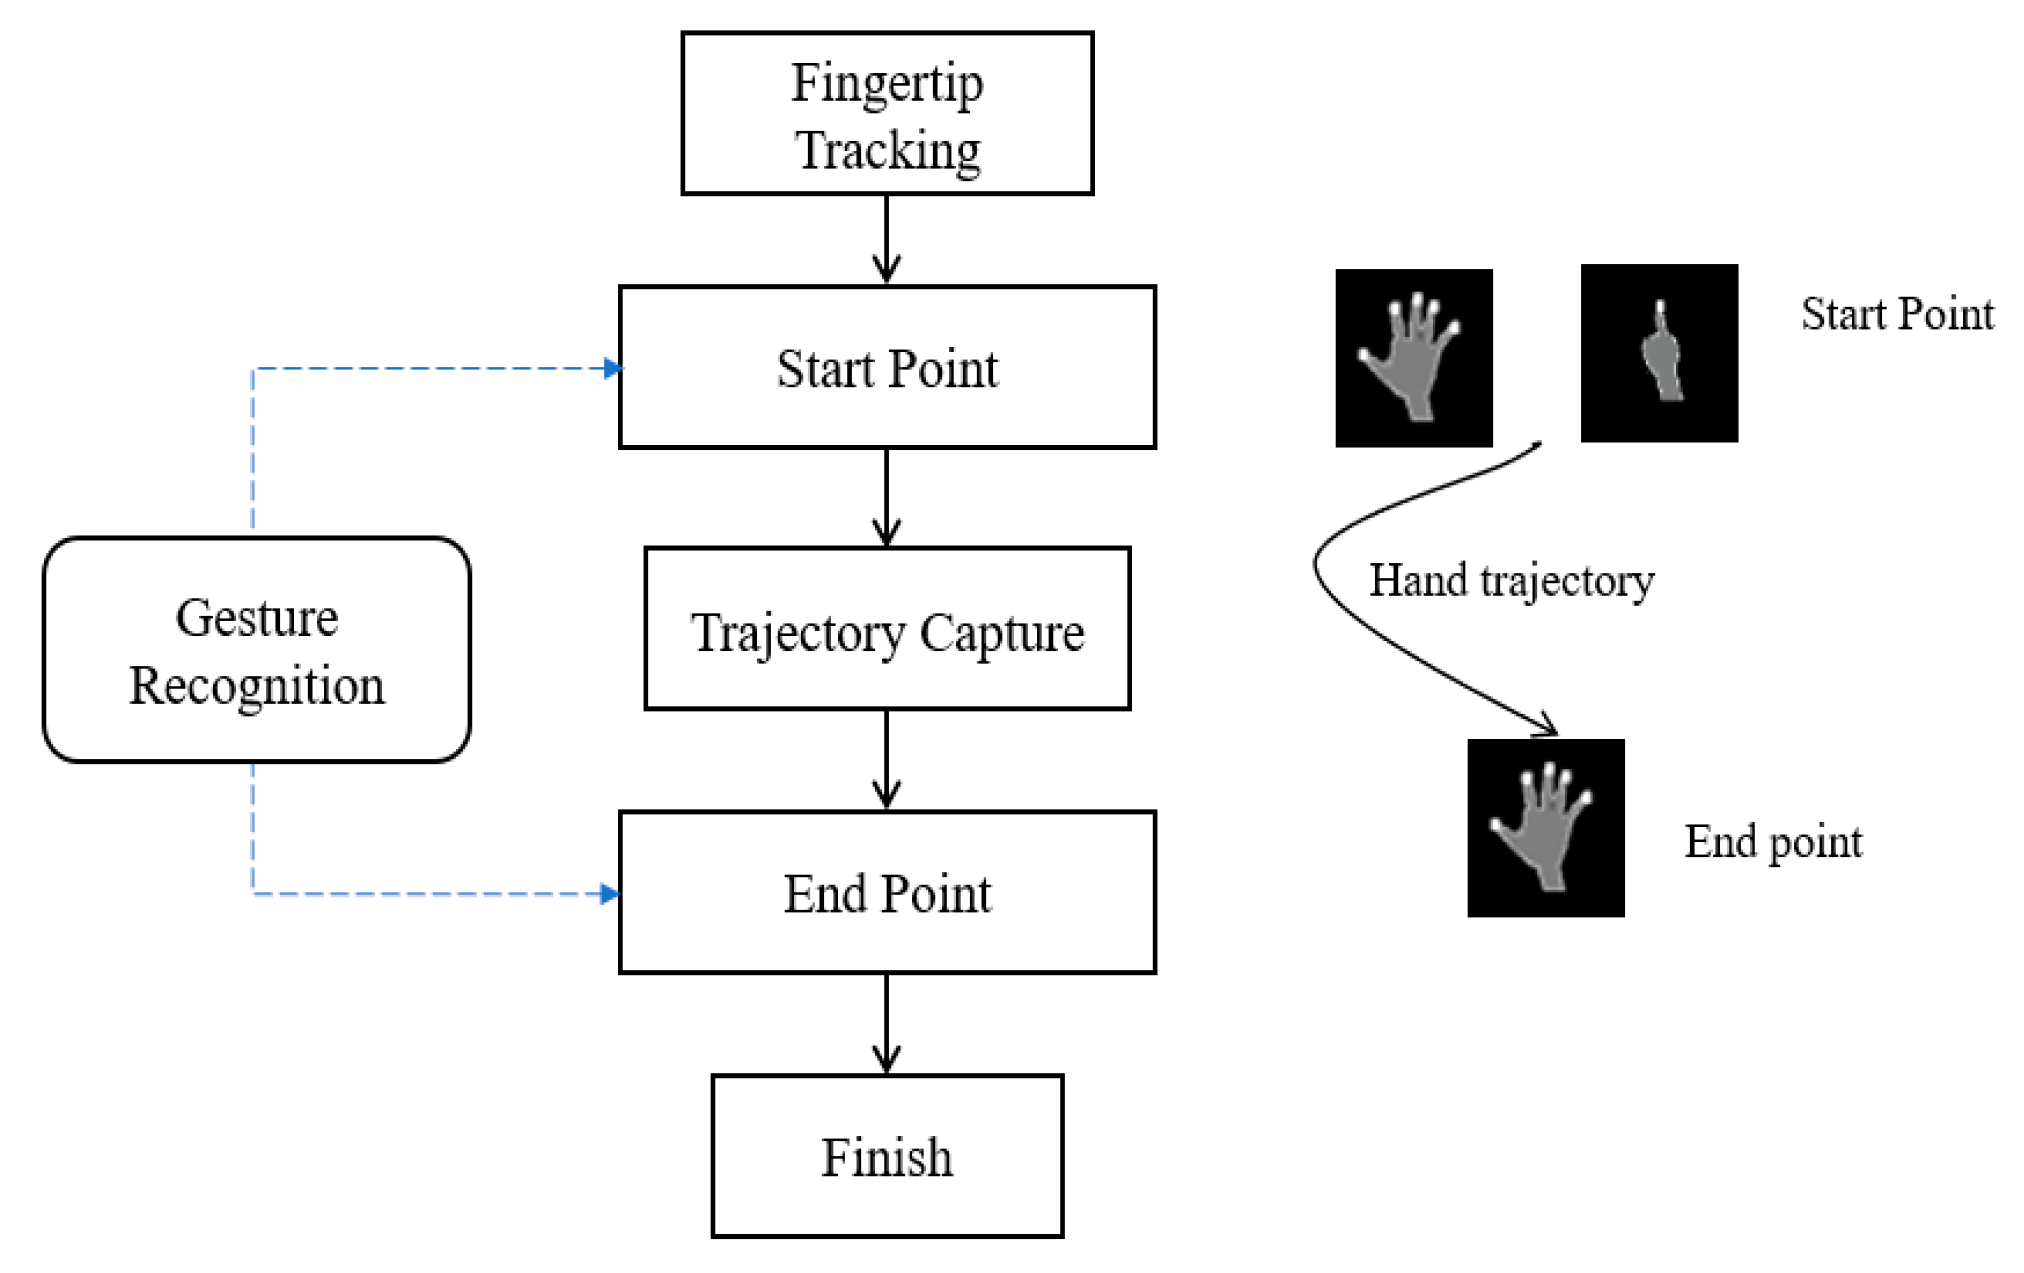 Fingertip
Tracking
Start Point
Gesture
Recognition
Trajectory Capture
End Point
Finish
Start Point
Hand trajectory
End point